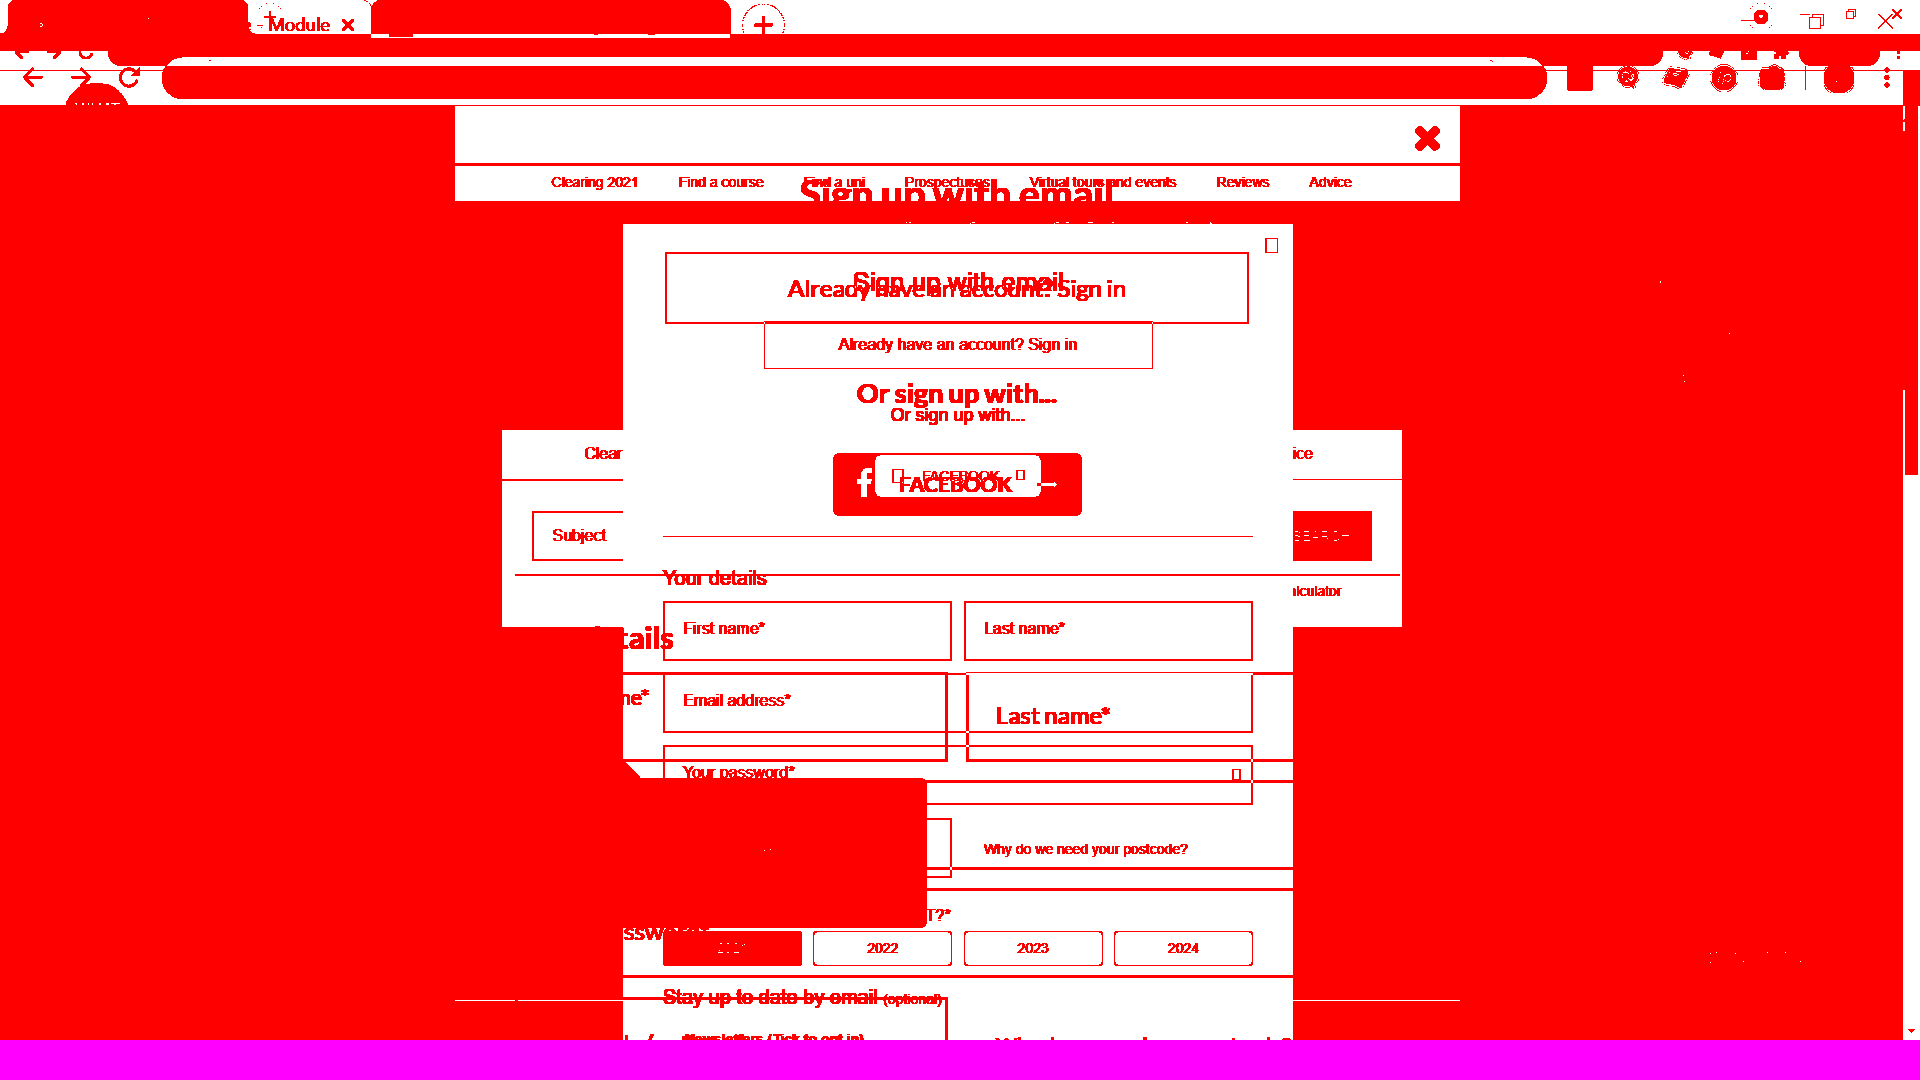 - Module
Clearing 2021 Find a course Find a uni Prospectuses Virtual tours and events Reviews Advice
Sign up with email
Sign up with email
Already have an account? Sign in
Already have an account? Sign in
Or sign up with...
Or sign up with...
Clear
ice
FACEBOOK
FACEBOOK
Subject
SEARCH
Your details
lculator
First name*
Last name*
tails
Email address*
ne*
Last name*
Your password*
Why do we need your postcode?
T?*
2022
2023
2024
Stay up to date by email (optional)
Newsletters (Tick to opt in)